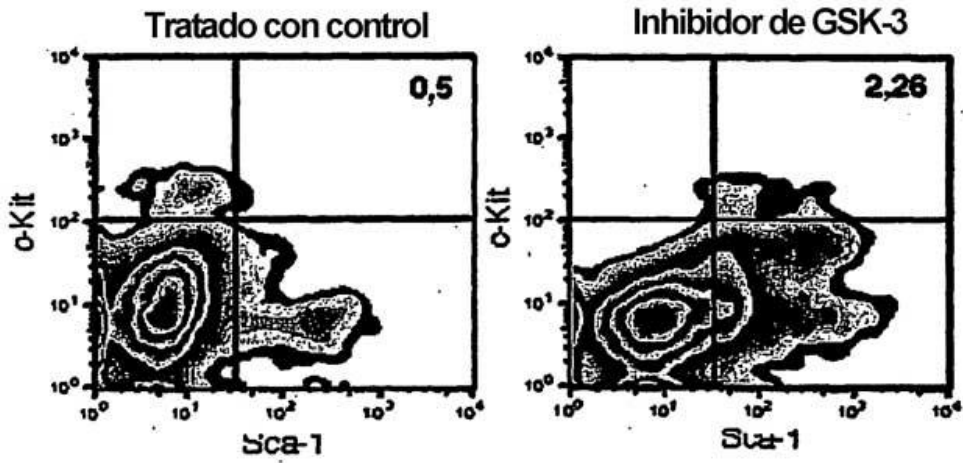 Tratado con control
Inhibidor de GSK-3
10⁴
0,5
10³
c-Kit
10²
10¹
10⁰
10⁰ 10¹ 10² 10³ 10⁴
Sca-1
10⁴
2,26
10³
c-Kit
10²
10¹
10⁰
10⁰ 10¹ 10² 10³ 10⁴
Sca-1